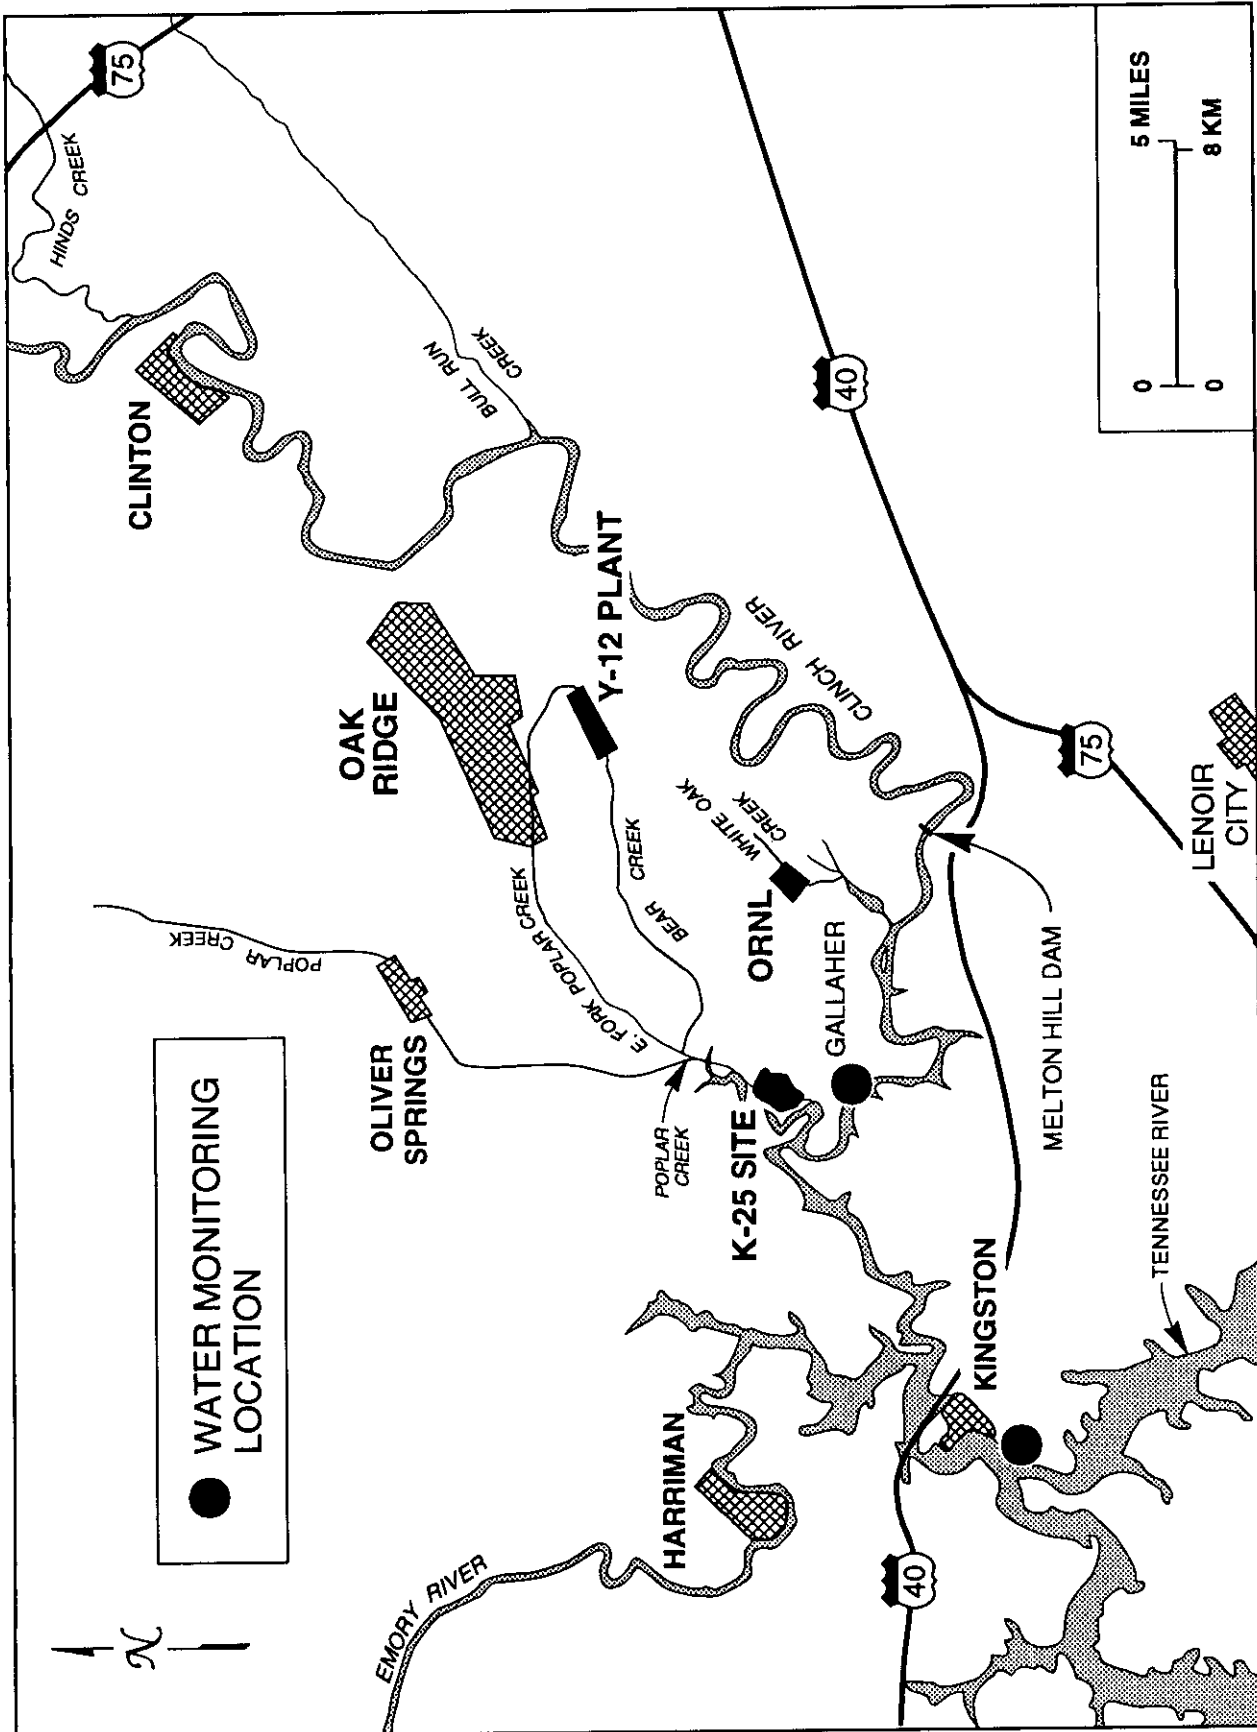 N
WATER MONITORING
LOCATION
EMORY RIVER
HARRIMAN
40
KINGSTON
TENNESSEE RIVER
OLIVER
SPRINGS
POPLAR CREEK
POPLAR
CREEK
K-25 SITE
E. FORK POPLAR CREEK
BEAR CREEK
OAK
RIDGE
Y-12 PLANT
ORNL
GALLAHER
WHITE OAK
CREEK
MELTON HILL DAM
CLINCH RIVER
CLINTON
BULL RUN
CREEK
HINDS CREEK
75
40
75
LENOIR
CITY
0 5 MILES
0 8 KM